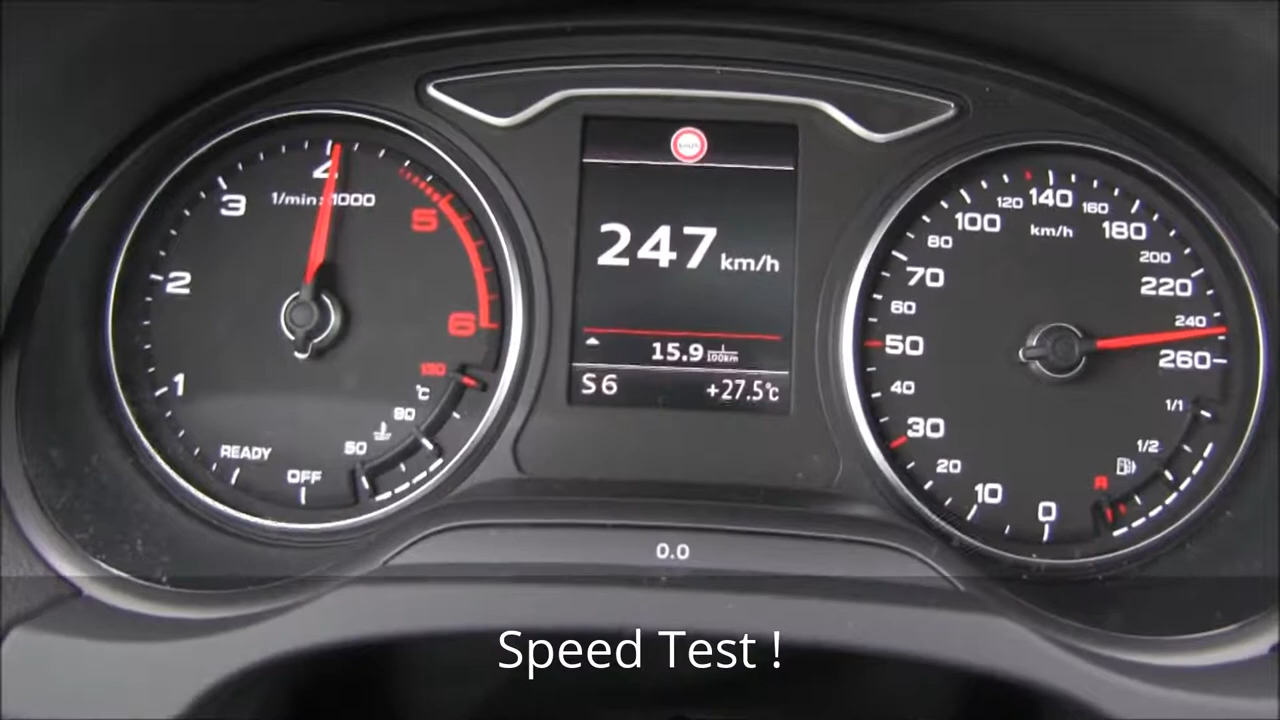 4
3
1/min 1000
5
2
6
1
130
°C
90
50
READY
OFF
247 km/h
15.9 l/100km
S6 +27.5°C
140
120 160
100 km/h 180
80
200
70 220
60
240
50
260
40
1/1
30
1/2
20
R
10
0
0.0
Speed Test !